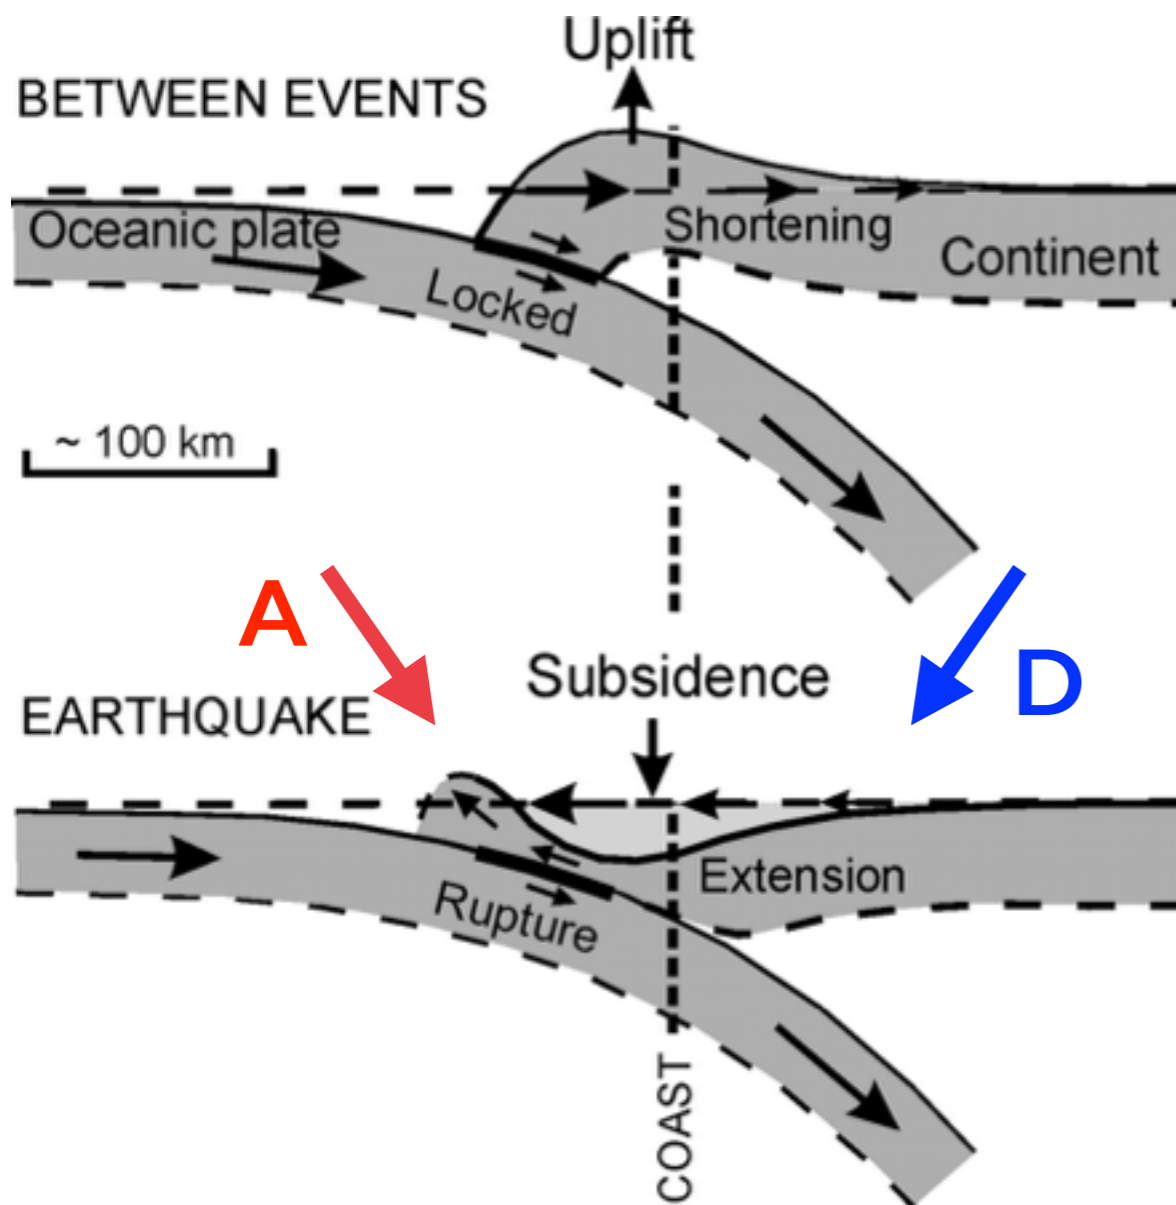 Uplift
BETWEEN EVENTS
Oceanic plate
Shortening
Continent
Locked
~ 100 km
A
D
Subsidence
EARTHQUAKE
Extension
Rupture
COAST